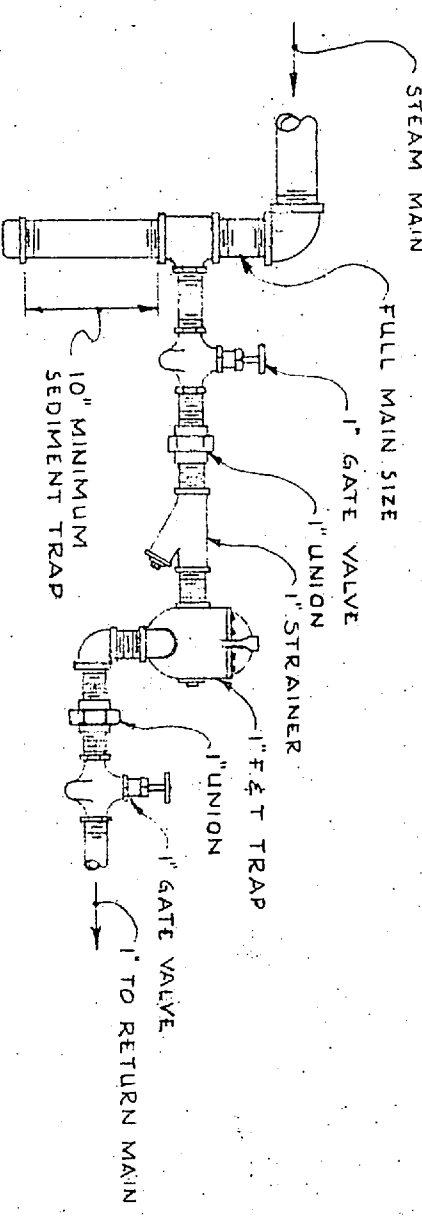 STEAM MAIN
FULL MAIN SIZE
1" GATE VALVE
1" UNION
1" STRAINER
1" F & T TRAP
1" UNION
1" GATE VALVE
1" TO RETURN MAIN
10" MINIMUM
SEDIMENT TRAP